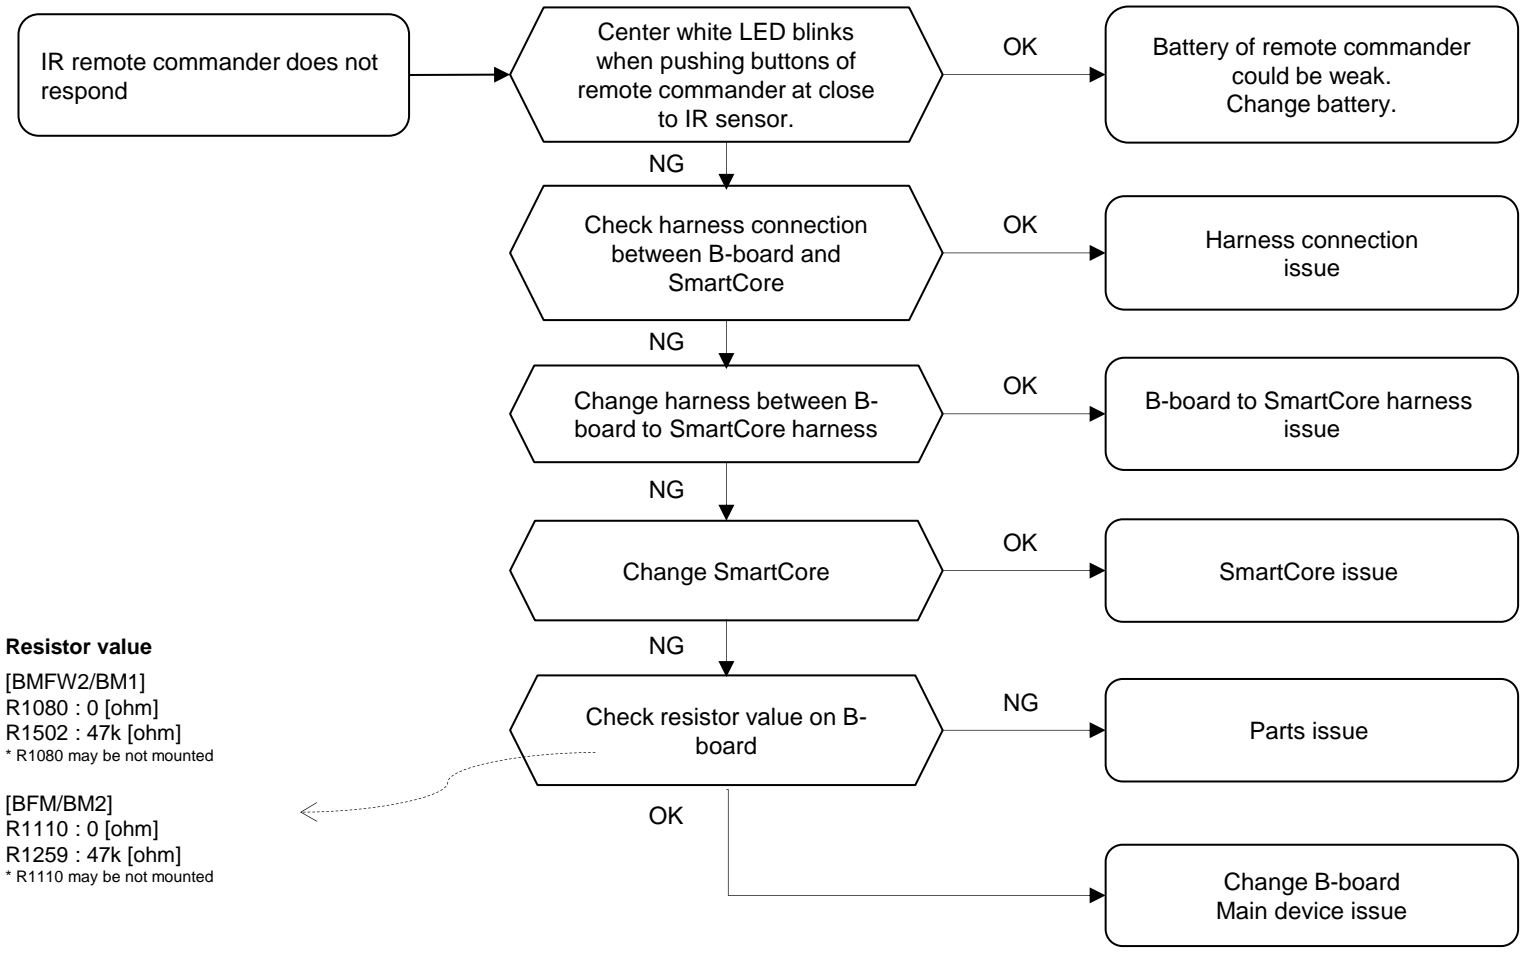 IR remote commander does not
respond
Center white LED blinks
when pushing buttons of
remote commander at close
to IR sensor.
OK
Battery of remote commander
could be weak.
Change battery.
NG
Check harness connection
between B-board and
SmartCore
OK
Harness connection
issue
NG
Change harness between B-
board to SmartCore harness
OK
B-board to SmartCore harness
issue
NG
Change SmartCore
OK
SmartCore issue
NG
Check resistor value on B-
board
NG
Parts issue
OK
Change B-board
Main device issue
Resistor value
[BMFW2/BM1]
R1080 : 0 [ohm]
R1502 : 47k [ohm]
* R1080 may be not mounted
[BFM/BM2]
R1110 : 0 [ohm]
R1259 : 47k [ohm]
* R1110 may be not mounted